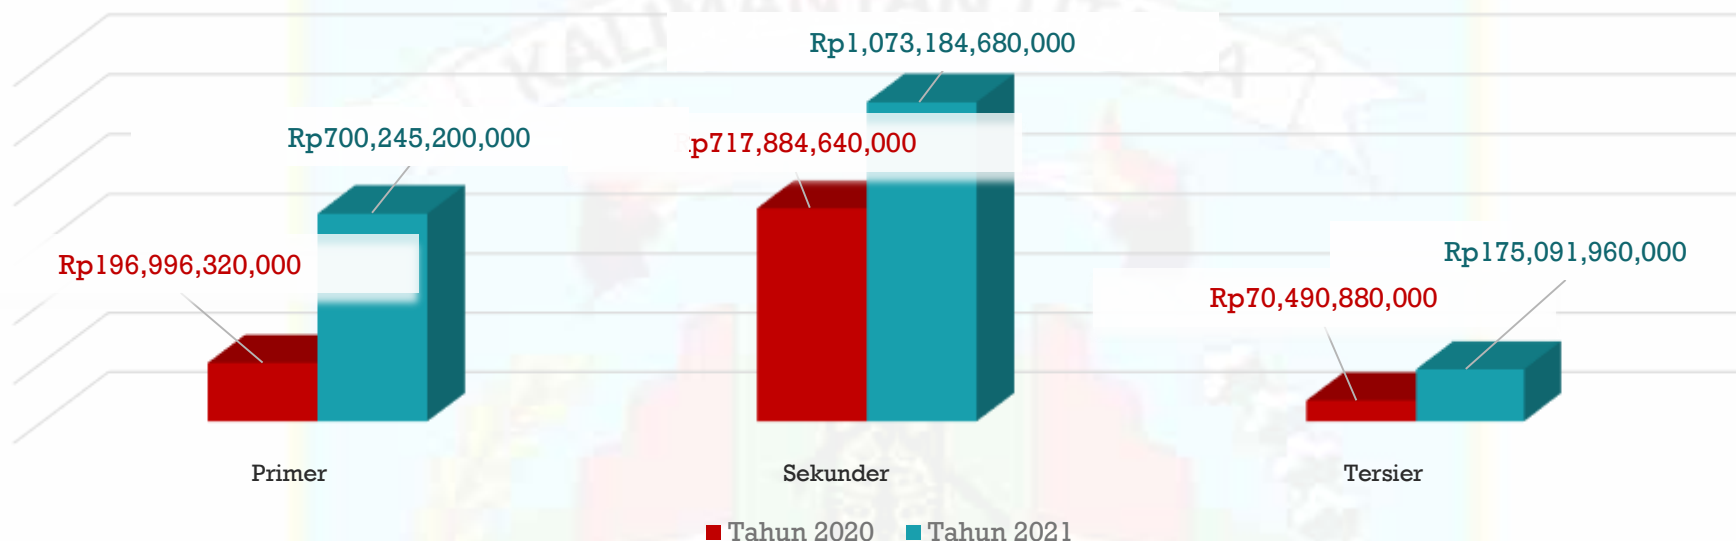 KALIMANTAN
Rp1,073,184,680,000
Rp700,245,200,000
p717,884,640,000
Rp196,996,320,000
Rp175,091,960,000
Rp70,490,880,000
Primer
Sekunder
Tersier
Tahun 2020
Tahun 2021